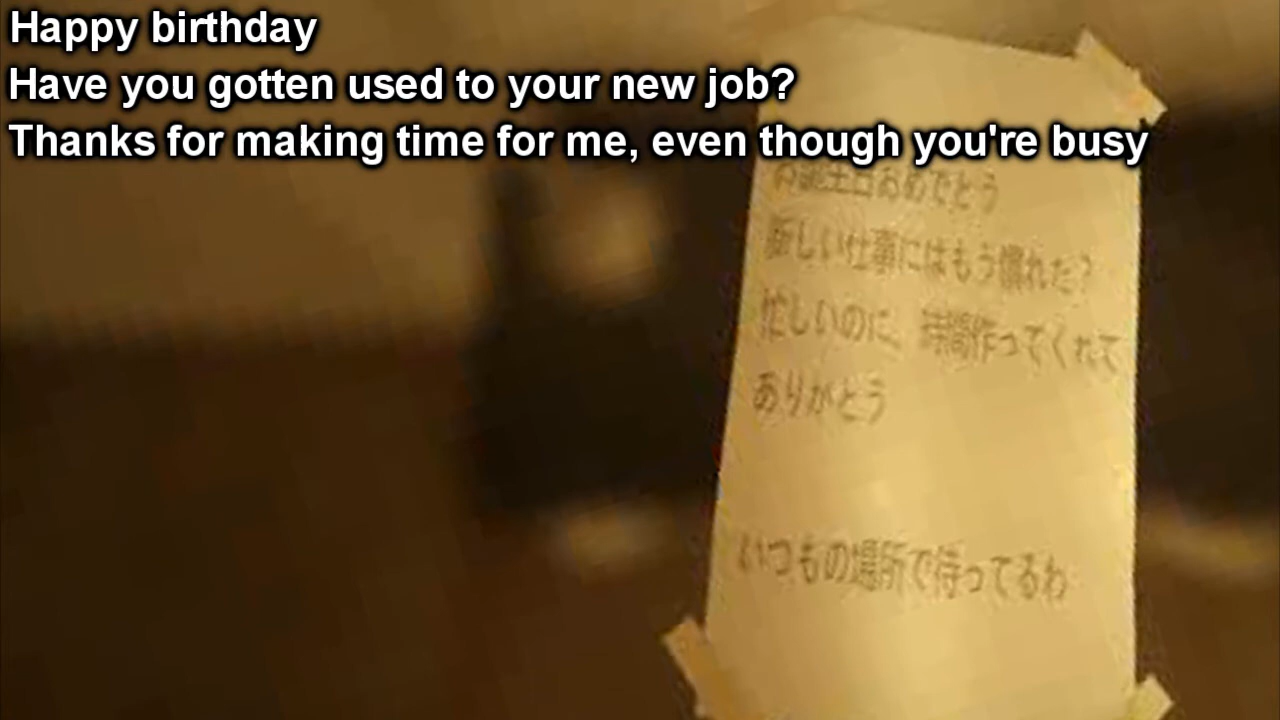 Happy birthday
Have you gotten used to your new job?
Thanks for making time for me, even though you're busy
お誕生日おめでとう
新しい仕事にはもう慣れた?
忙しいのに、時間作ってくれて
ありがとう
いつもの場所で待ってるわ